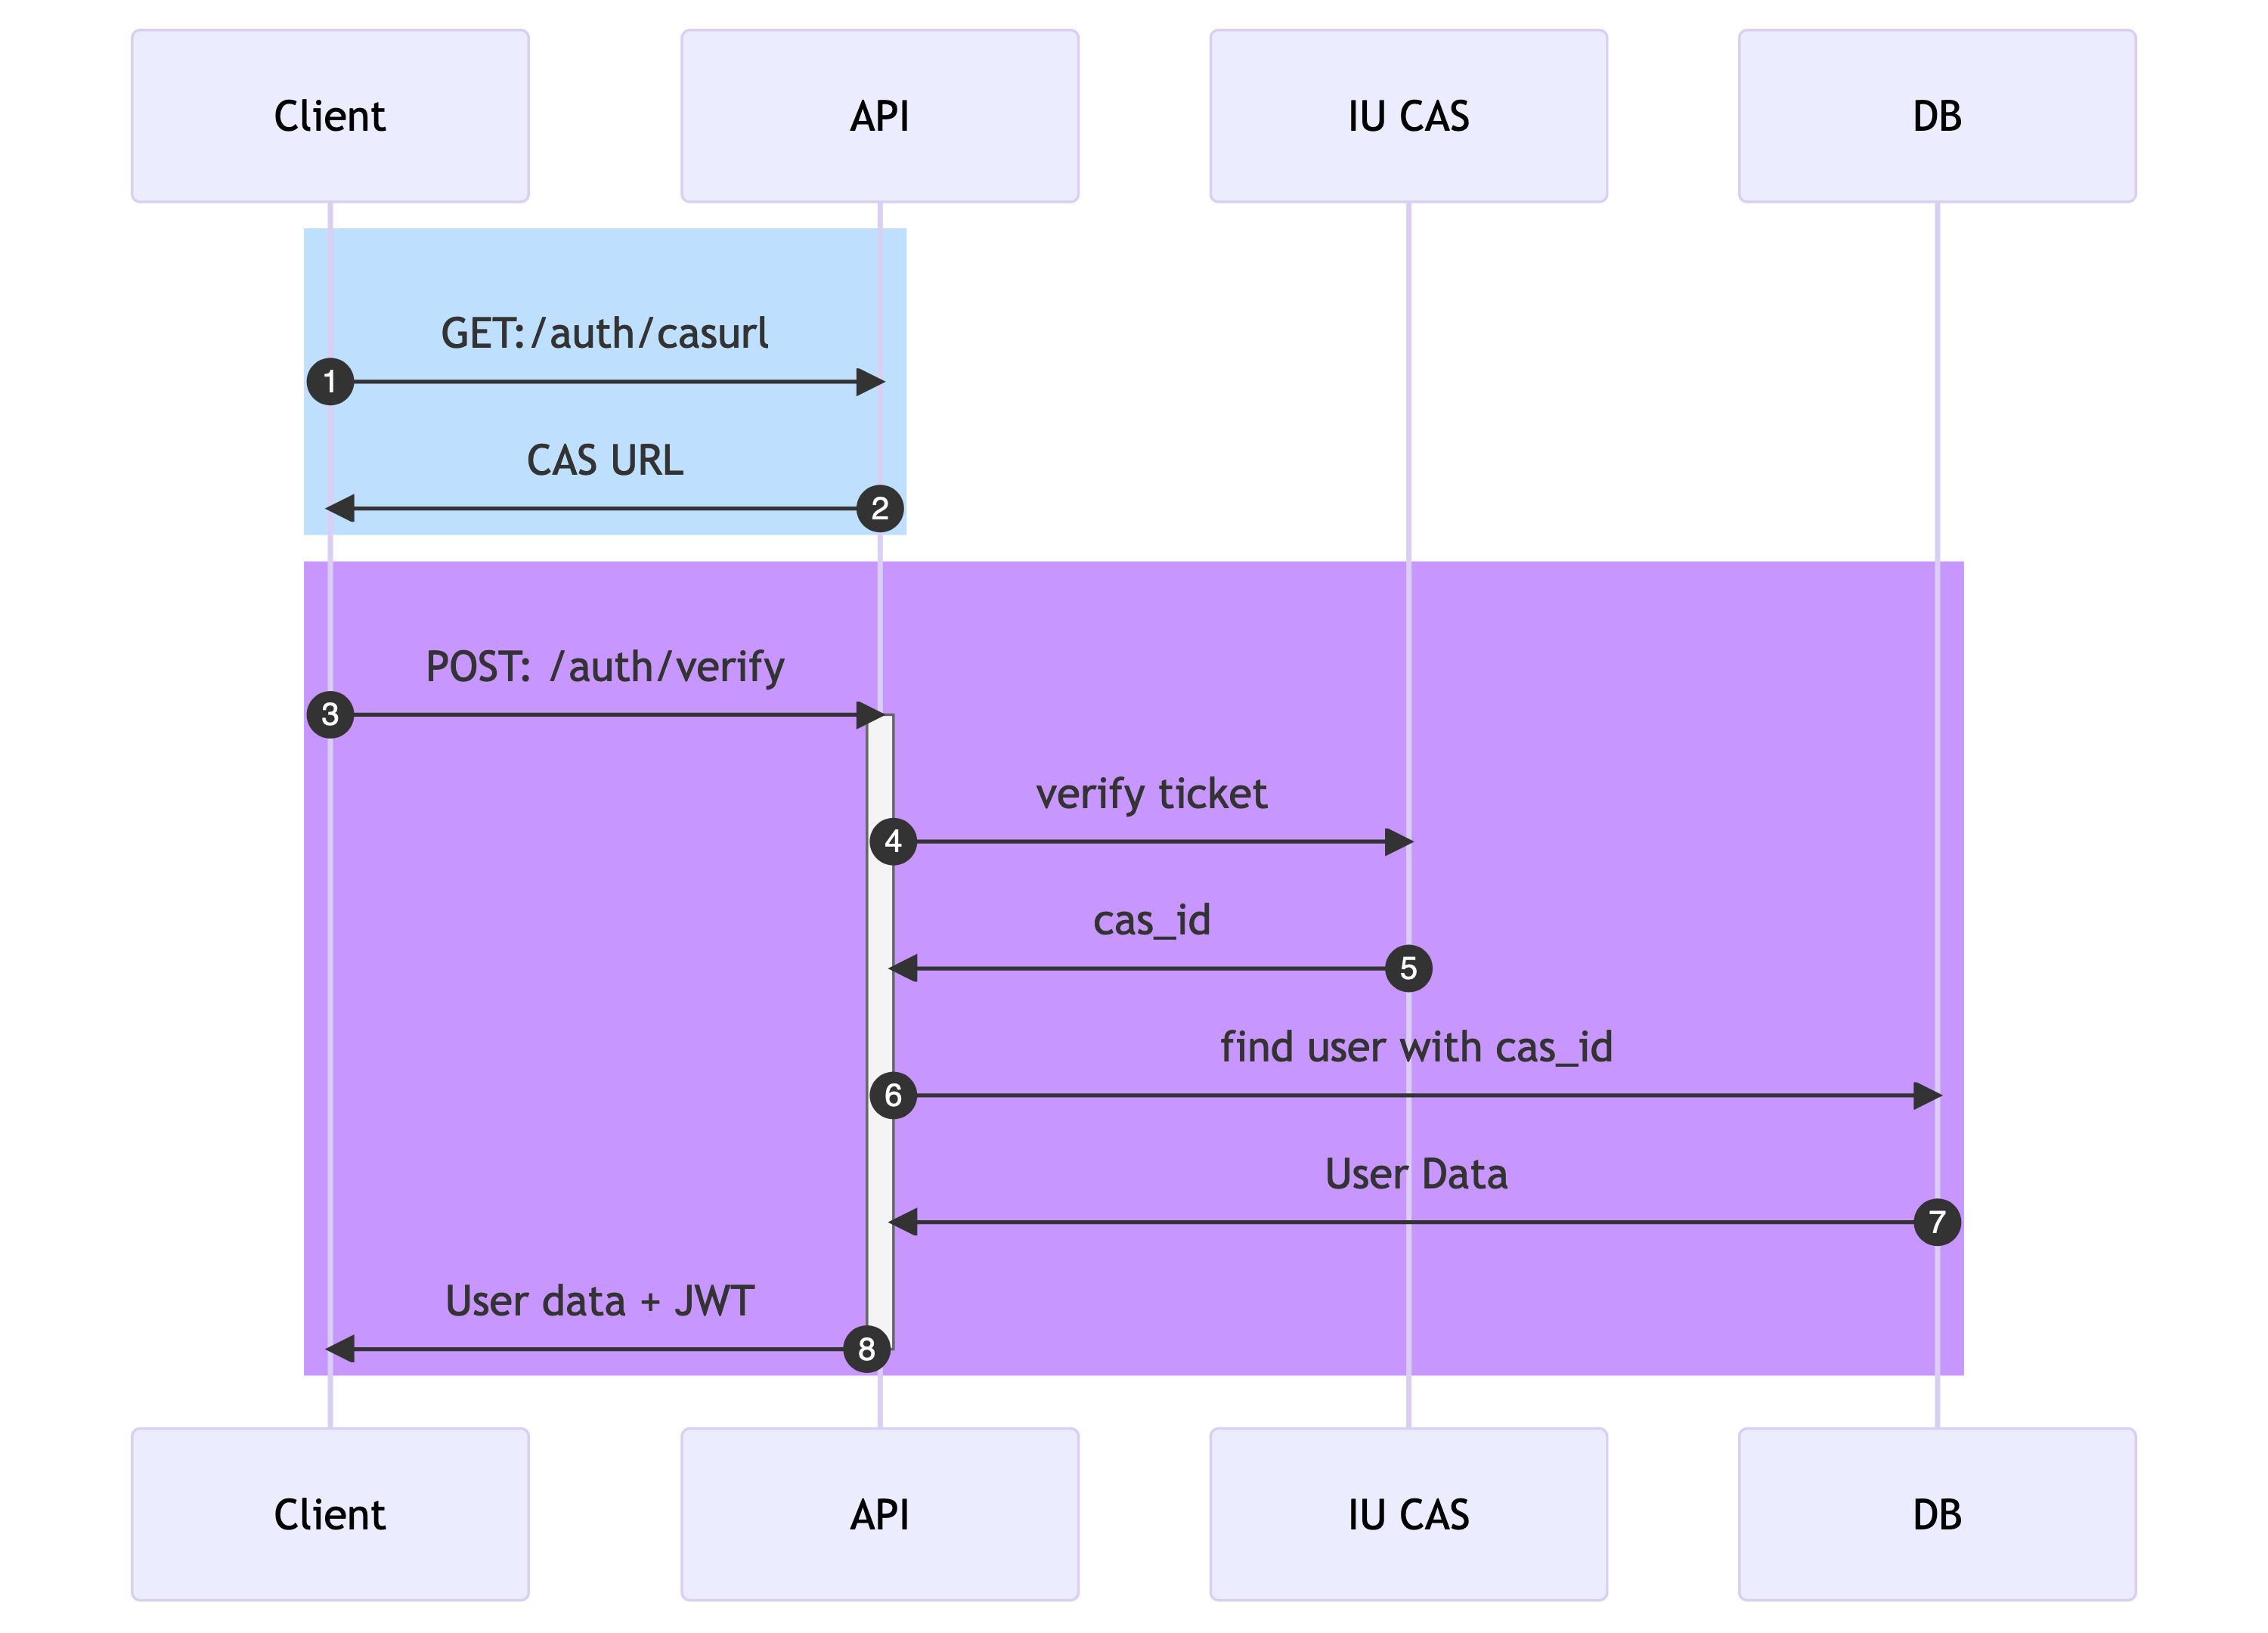 Client
API
IU CAS
DB
GET:/auth/casurl
1
CAS URL
2
POST: /auth/verify
3
verify ticket
4
cas_id
5
find user with cas_id
6
User Data
7
User data + JWT
8
Client
API
IU CAS
DB